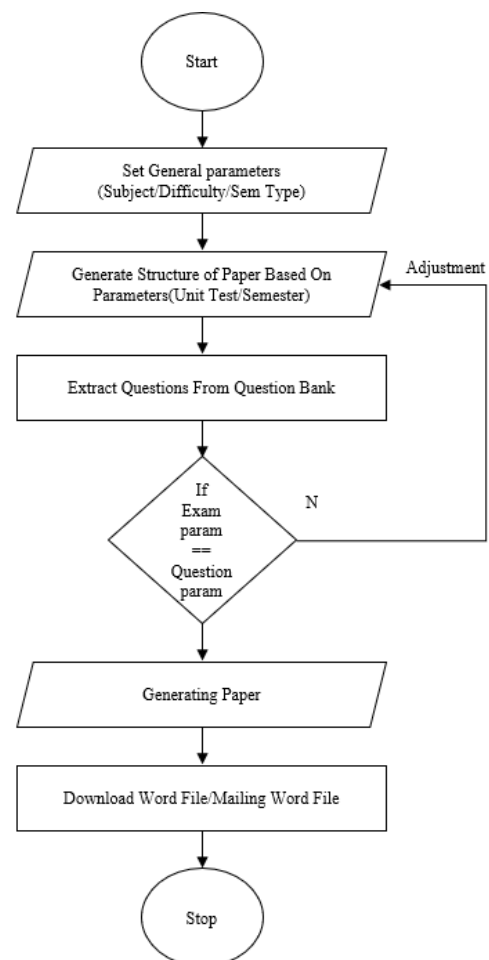 Start
Set General parameters
(Subject/Difficulty/Sem Type)
Generate Structure of Paper Based On
Parameters(Unit Test/Semester)
Adjustment
Extract Questions From Question Bank
If
Exam
param
==
Question
param
N
Generating Paper
Download Word File/Mailing Word File
Stop